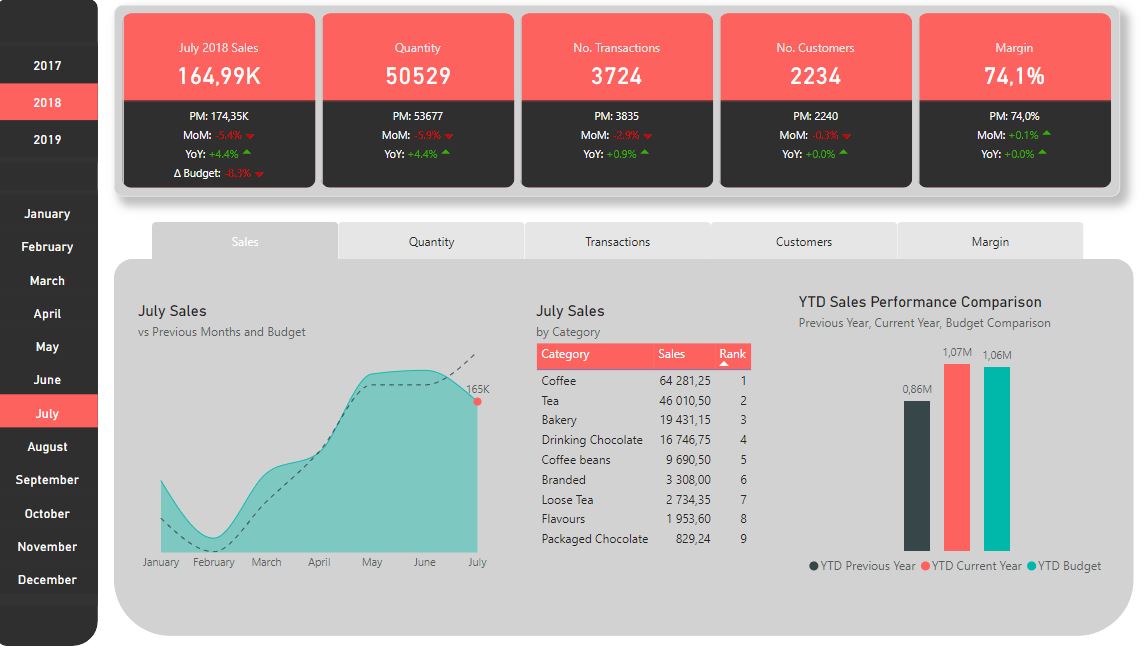 2017
2018
2019
January
February
March
April
May
June
July
August
September
October
November
December
July 2018 Sales
164,99K
PM: 174,35K
MoM: -5.4%
YoY: +4.4%
Δ Budget: -8.3%
Quantity
50529
PM: 53677
MoM: -5.9%
YoY: +4.4%
No. Transactions
3724
PM: 3835
MoM: -2.9%
YoY: +0.9%
No. Customers
2234
PM: 2240
MoM: -0.3%
YoY: +0.0%
Margin
74,1%
PM: 74,0%
MoM: +0.1%
YoY: +0.0%
Sales
Quantity
Transactions
Customers
Margin
July Sales
vs Previous Months and Budget
165K
January February March April May June July
July Sales
by Category
Category Sales Rank
Coffee 64 281,25 1
Tea 46 010,50 2
Bakery 19 431,15 3
Drinking Chocolate 16 746,75 4
Coffee beans 9 690,50 5
Branded 3 308,00 6
Loose Tea 2 734,35 7
Flavours 1 953,60 8
Packaged Chocolate 829,24 9
YTD Sales Performance Comparison
Previous Year, Current Year, Budget Comparison
0,86M
1,07M
1,06M
YTD Previous Year YTD Current Year YTD Budget